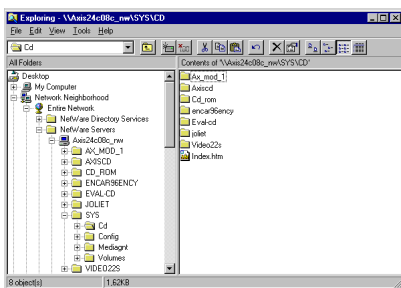 Exploring - \\Axis24c08c_nw\SYS\CD
File Edit View Tools Help
Cd
All Folders
Contents of '\\Axis24c08c_nw\SYS\CD'
Desktop
My Computer
Network Neighborhood
Entire Network
NetWare Directory Services
NetWare Servers
Axis24c08c_nw
AX_MOD_1
AXISCD
CD_ROM
ENCAR96ENCY
EVAL-CD
JOLIET
SYS
Cd
Config
Mediagnt
Volumes
VIDEO22S
Ax_mod_1
Axiscd
Cd_rom
encar96ency
Eval-cd
joliet
Video22s
Index.htm
8 object(s)
1,62KB